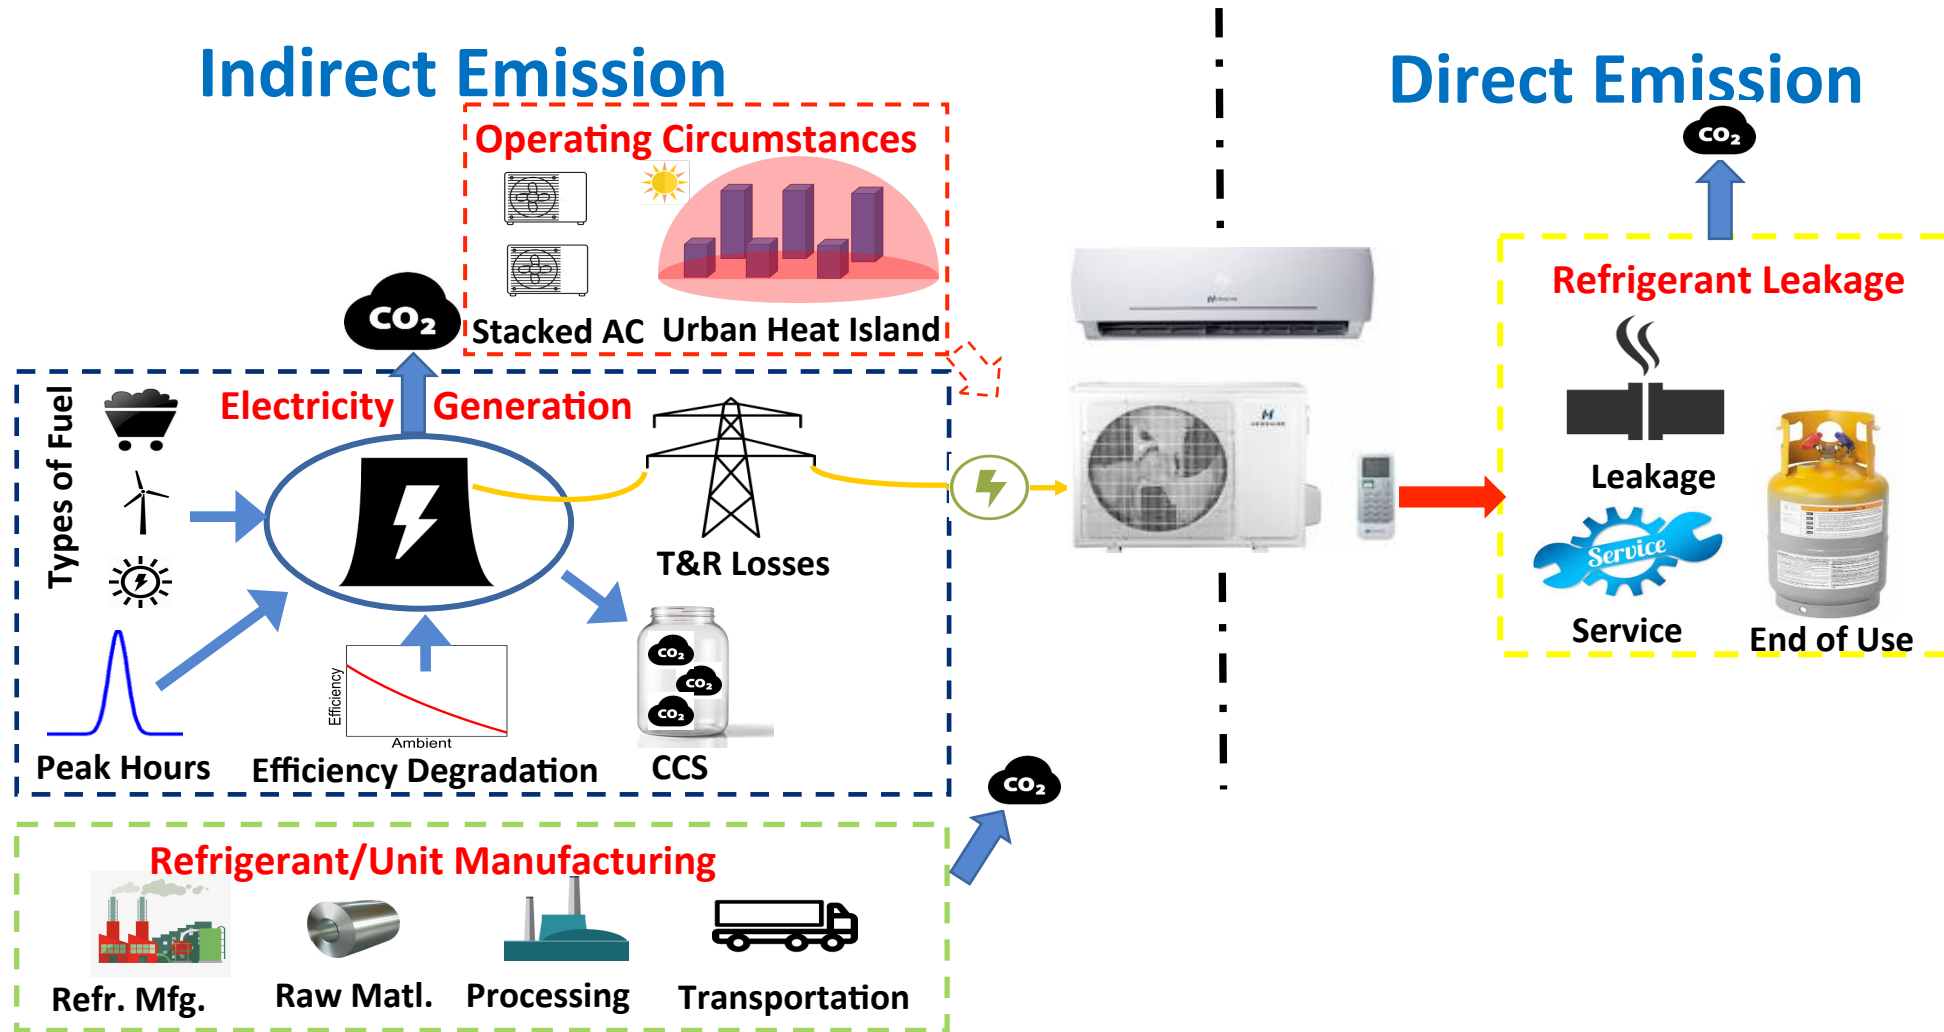 Indirect Emission
Direct Emission
Operating Circumstances
Stacked AC
Urban Heat Island
CO₂
CO₂
Types of Fuel
Electricity Generation
T&R Losses
Peak Hours
Efficiency
Ambient
Efficiency Degradation
CO₂
CO₂
CO₂
CCS
CO₂
Refrigerant/Unit Manufacturing
Refr. Mfg.
Raw Matl.
Processing
Transportation
Refrigerant Leakage
Leakage
Service
Service
End of Use